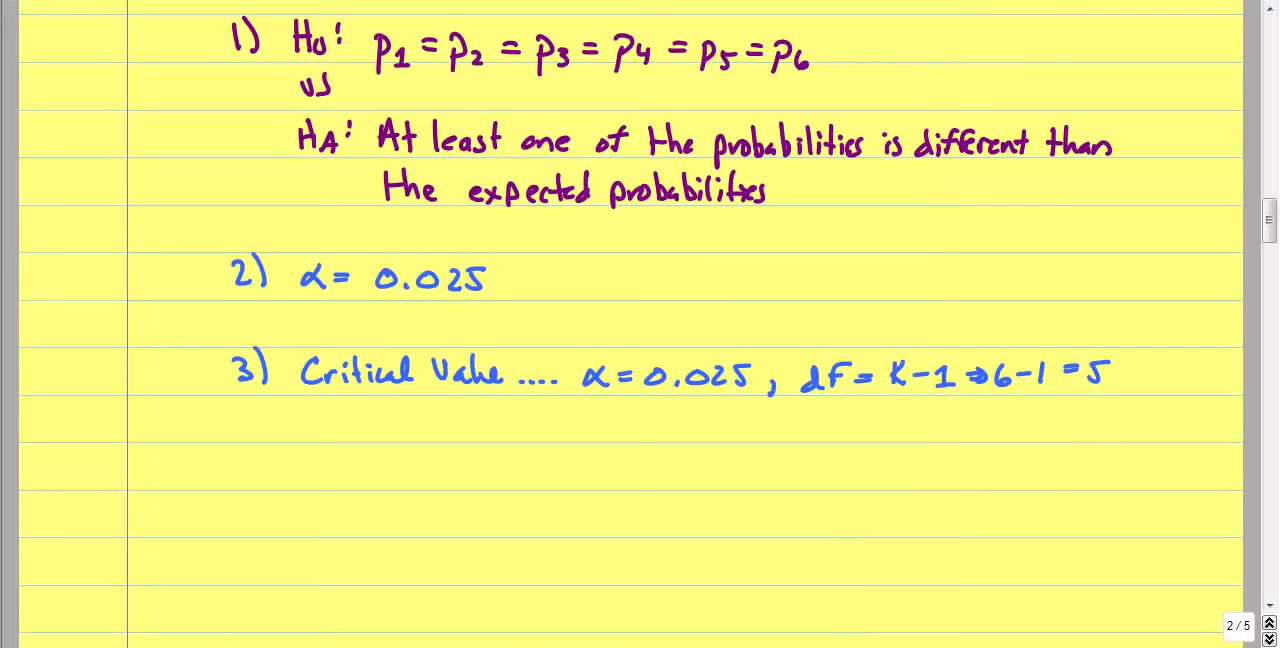 1) H₀: p₁ = p₂ = p₃ = p₄ = p₅ = p₆
vs
HA: At least one of the probabilities is different than
the expected probabilities
2) α = 0.025
3) Critical Value .... α = 0.025, df = K-1 ⇒ 6-1 = 5
2/5